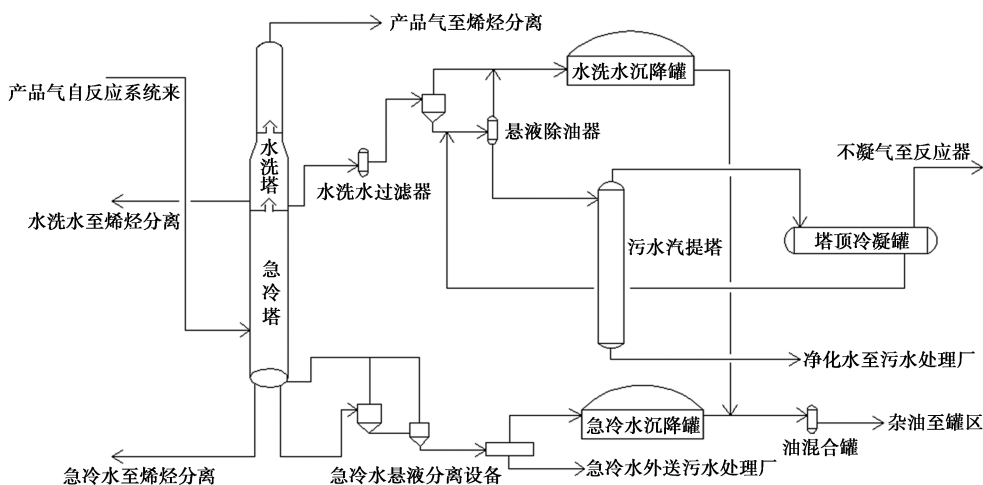 产品气至烯烃分离
水洗水沉降罐
产品气自反应系统来
悬液除油器
水洗塔
不凝气至反应器
水洗水过滤器
水洗水至烯烃分离
污水汽提塔
塔顶冷凝罐
急冷塔
净化水至污水处理厂
急冷水沉降罐
杂油至罐区
油混合罐
急冷水至烯烃分离
急冷水悬液分离设备
急冷水外送污水处理厂